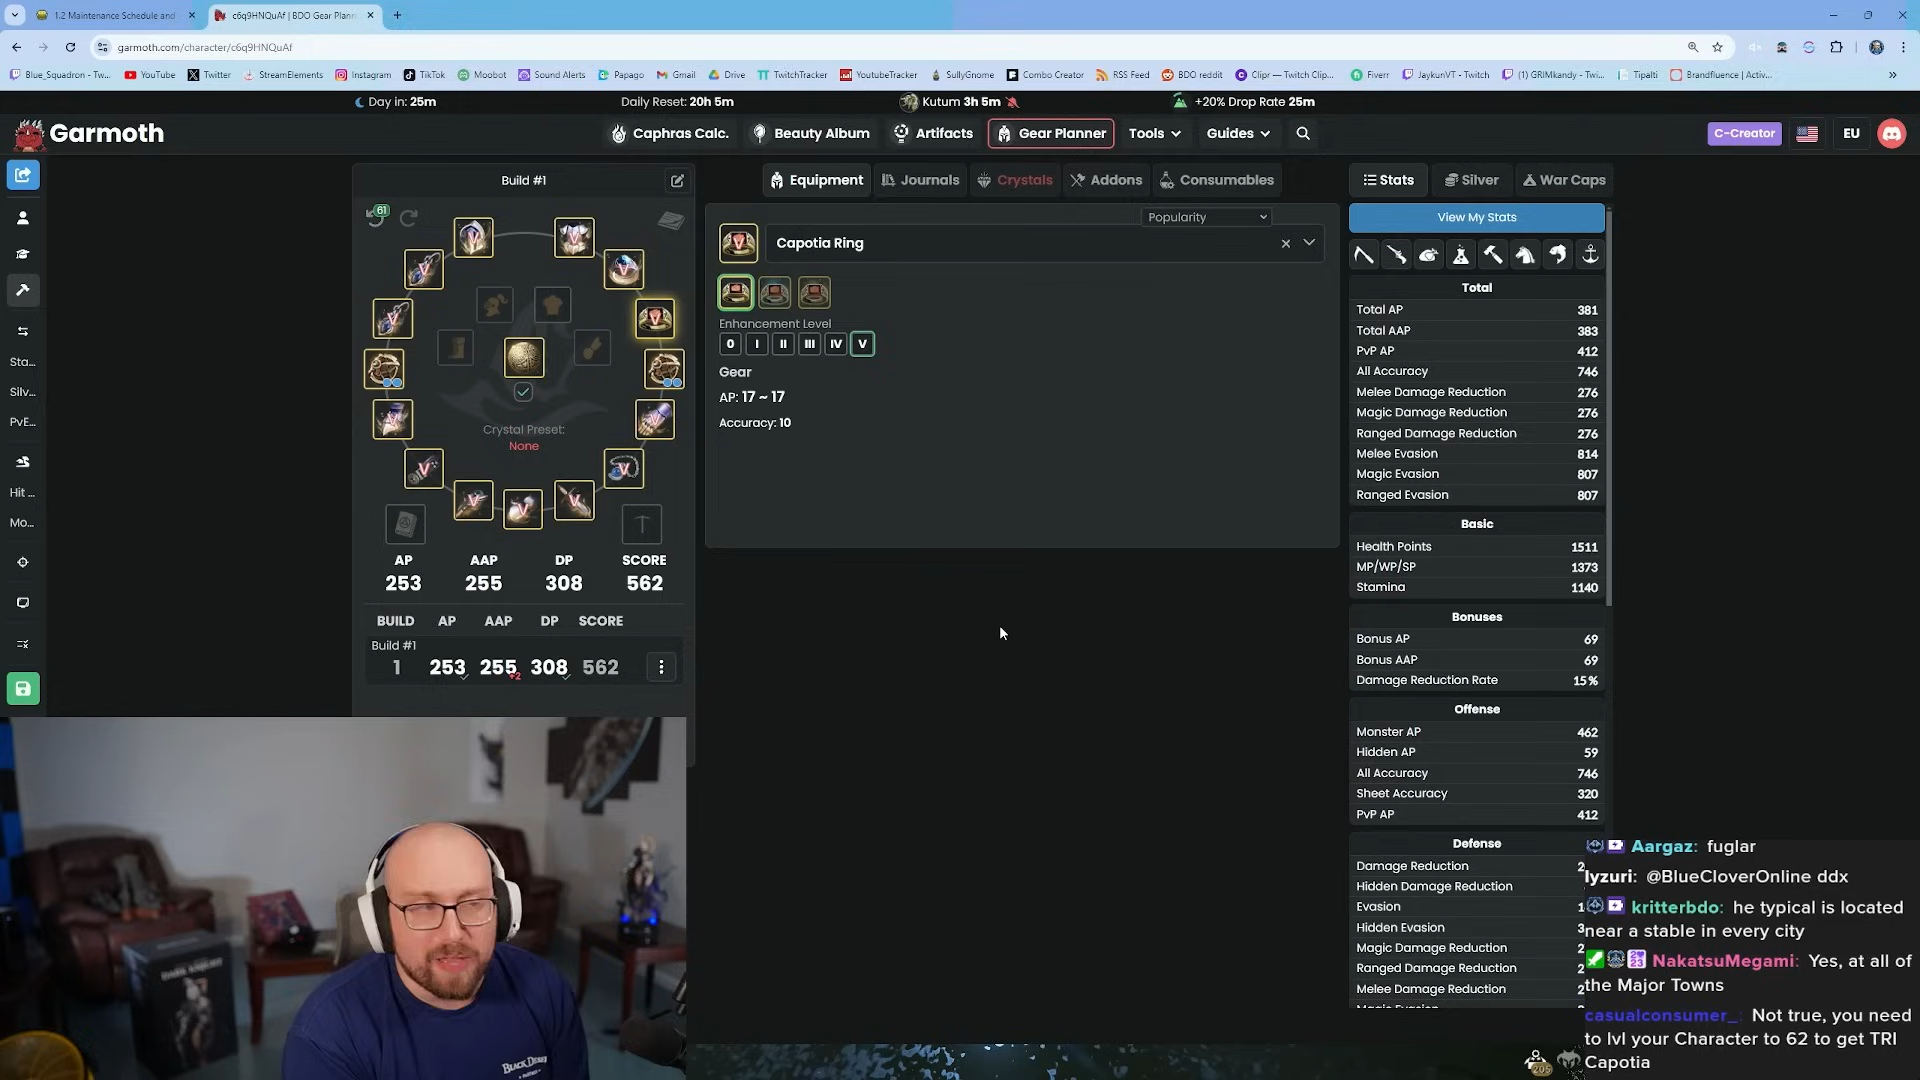 1.2 Maintenance Schedule and
c6q9HNQuAf | BDO Gear Plann
garmoth.com/character/c6q9HNQuAf
Blue_Squadron - Tw...
YouTube
Twitter
StreamElements
Instagram
TikTok
Moobot
Sound Alerts
Papago
Gmail
Drive
TwitchTracker
YoutubeTracker
SullyGnome
Combo Creator
RSS Feed
BDO reddit
Clipr — Twitch Clip...
Fiverr
JaykunVT - Twitch
(1) GRIMkandy - Twi...
Tipalti
Brandfluence | Activ...
Day in: 25m
Daily Reset: 20h 5m
Kutum 3h 5m
+20% Drop Rate 25m
Garmoth
Caphras Calc.
Beauty Album
Artifacts
Gear Planner
Tools
Guides
C-Creator
EU
Build #1
Equipment
Journals
Crystals
Addons
Consumables
Stats
Silver
War Caps
61
Popularity
View My Stats
Capotia Ring
Enhancement Level
0 I II III IV V
Gear
AP: 17 ~ 17
Accuracy: 10
Sta...
Silv...
PvE...
Hit ...
Mo...
Crystal Preset:
None
AP AAP DP SCORE
253 255 308 562
BUILD AP AAP DP SCORE
Build #1
1 253 255 +2 308 562
Total
Total AP 381
Total AAP 383
PvP AP 412
All Accuracy 746
Melee Damage Reduction 276
Magic Damage Reduction 276
Ranged Damage Reduction 276
Melee Evasion 814
Magic Evasion 807
Ranged Evasion 807
Basic
Health Points 1511
MP/WP/SP 1373
Stamina 1140
Bonuses
Bonus AP 69
Bonus AAP 69
Damage Reduction Rate 15%
Offense
Monster AP 462
Hidden AP 59
All Accuracy 746
Sheet Accuracy 320
PvP AP 412
Defense
Damage Reduction 2
Hidden Damage Reduction
Evasion 1
Hidden Evasion 3
Magic Damage Reduction 2
Ranged Damage Reduction 2
Melee Damage Reduction 2
Aargaz: fuglar
lyzuri: @BlueCloverOnline ddx
kritterbdo: he typical is located
near a stable in every city
NakatsuMegami: Yes, at all of
the Major Towns
casualconsumer_: Not true, you need
to lvl your Character to 62 to get TRI
Capotia
BLACK DESERT
205